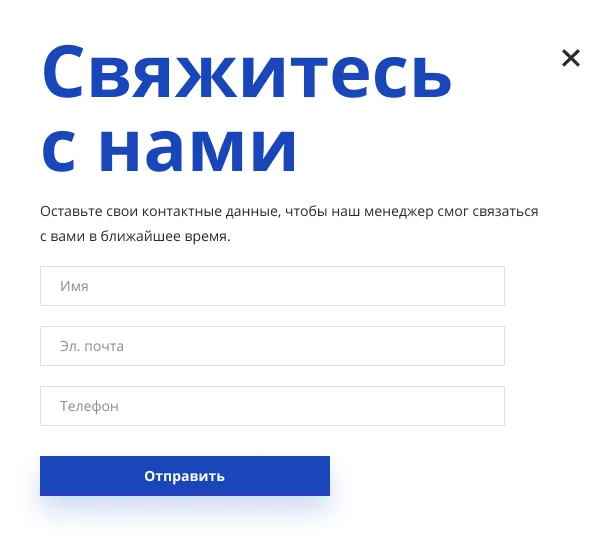 Свяжитесь
с нами
Оставьте свои контактные данные, чтобы наш менеджер смог связаться
с вами в ближайшее время.
Имя
Эл. почта
Телефон
Отправить